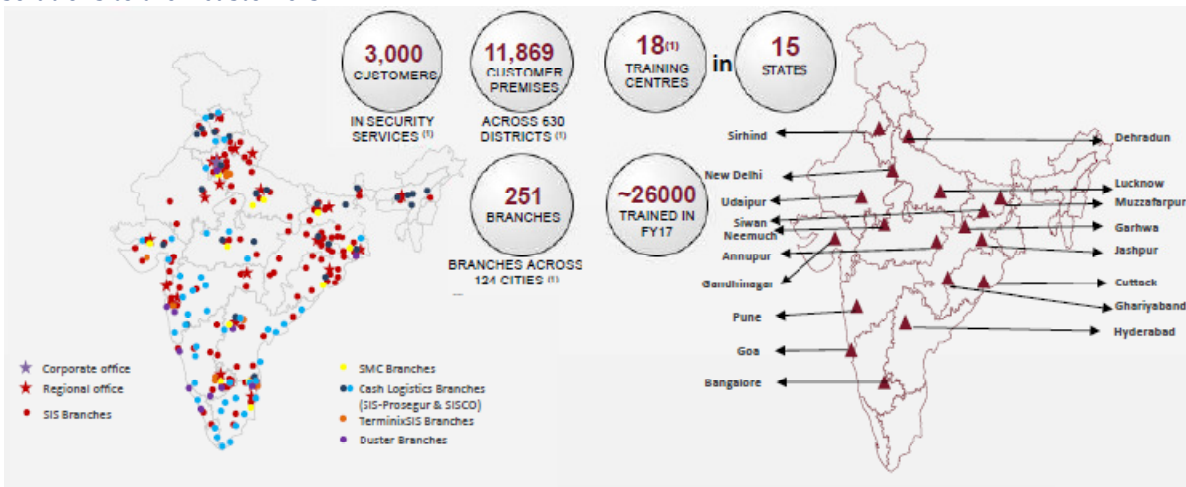 3,000
CUSTOMERS
IN SECURITY
SERVICES (1)
11,869
CUSTOMER
PREMISES
ACROSS 630
DISTRICTS (1)
18(1)
TRAINING
CENTRES
in
15
STATES
251
BRANCHES
BRANCHES ACROSS
124 CITIES (1)
~26000
TRAINED IN
FY17
Sirhind
New Delhi
Udaipur
Siwan
Neemuch
Annupur
Gandhinagar
Pune
Goa
Bangalore
Dehradun
Lucknow
Muzzafarpur
Garhwa
Jashpur
Cuttock
Ghariyaband
Hyderabad
Corporate office
Regional office
SIS Branches
SMC Branches
Cash Logistics Branches
(SIS-Prosegur & SISCO)
TerminixSIS Branches
Duster Branches